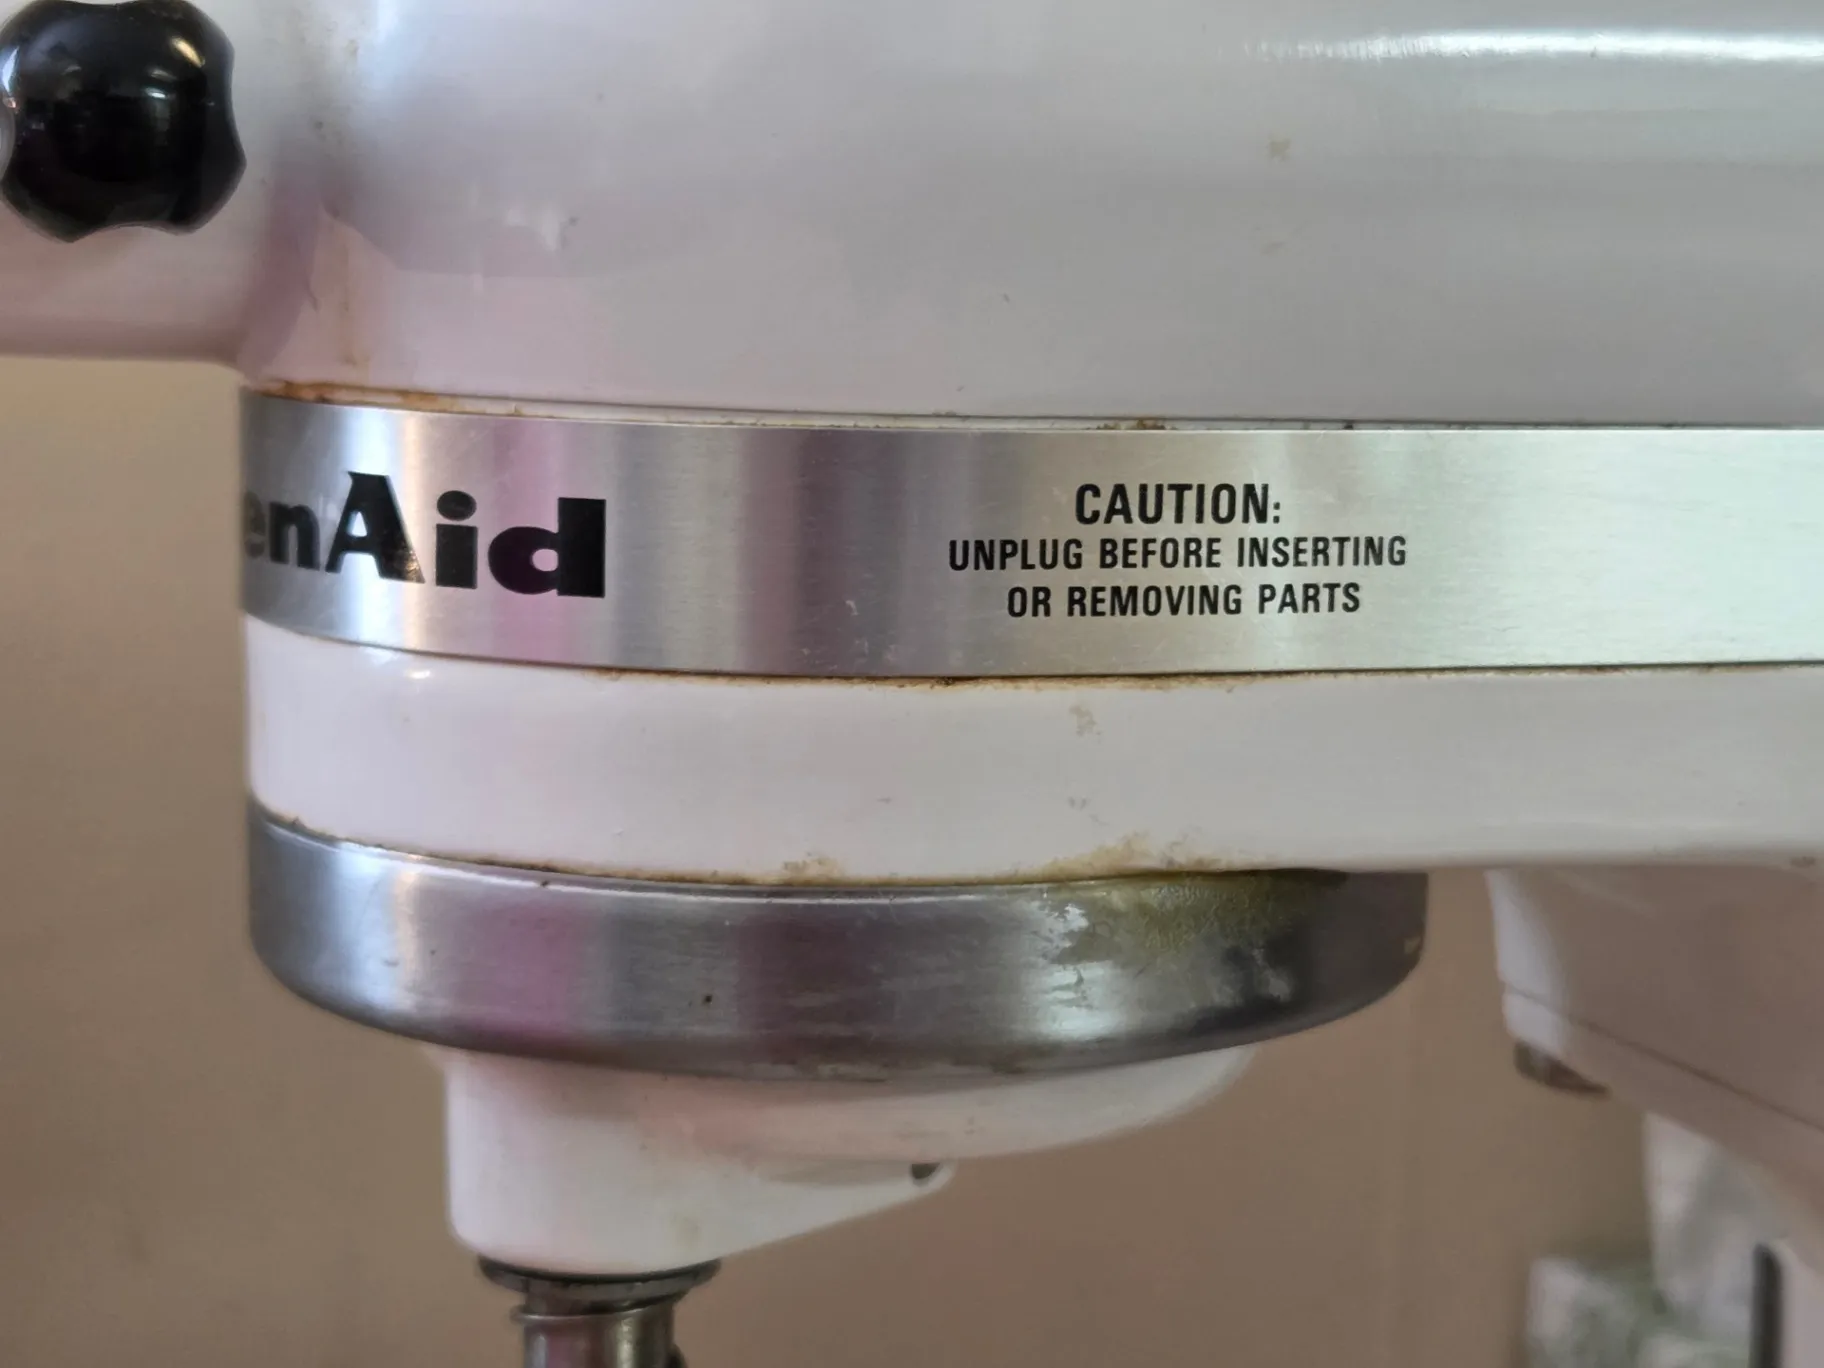 enAid
CAUTION:
UNPLUG BEFORE INSERTING
OR REMOVING PARTS